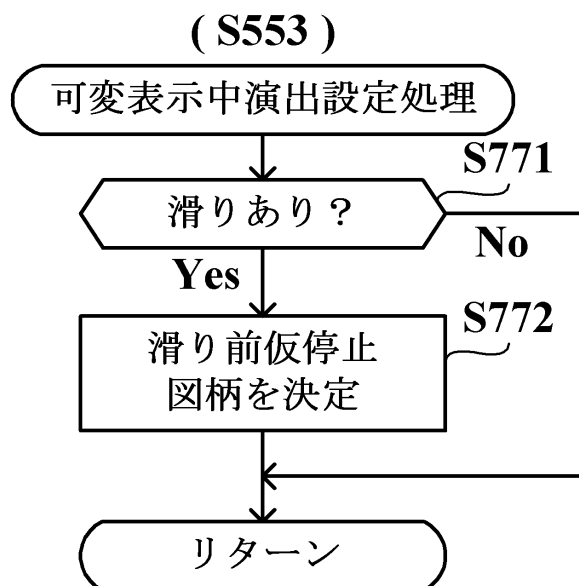 ( S553 )
可変表示中演出設定処理
S771
滑りあり？
No
Yes
S772
滑り前仮停止
図柄を決定
リターン